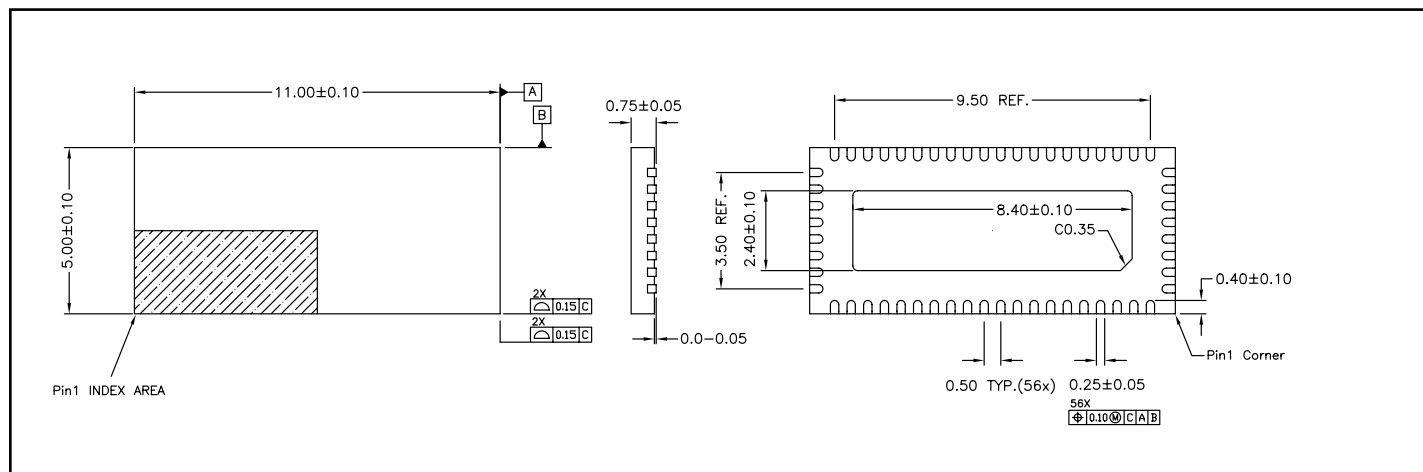 11.00±0.10
A
B
5.00±0.10
2X
0.15 C
2X
0.15 C
Pin1 INDEX AREA
0.75±0.05
0.0-0.05
9.50 REF.
3.50 REF.
2.40±0.10
8.40±0.10
C0.35
0.40±0.10
Pin1 Corner
0.50 TYP.(56x)
0.25±0.05
56X
⌖ 0.10Ⓜ C A B